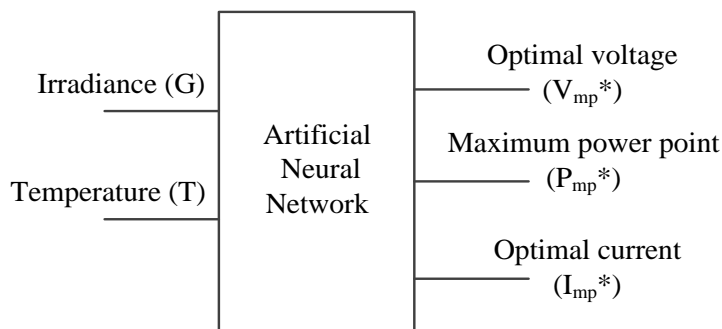 Irradiance (G)
Temperature (T)
Artificial
Neural
Network
Optimal voltage
(Vmp*)
Maximum power point
(Pmp*)
Optimal current
(Imp*)